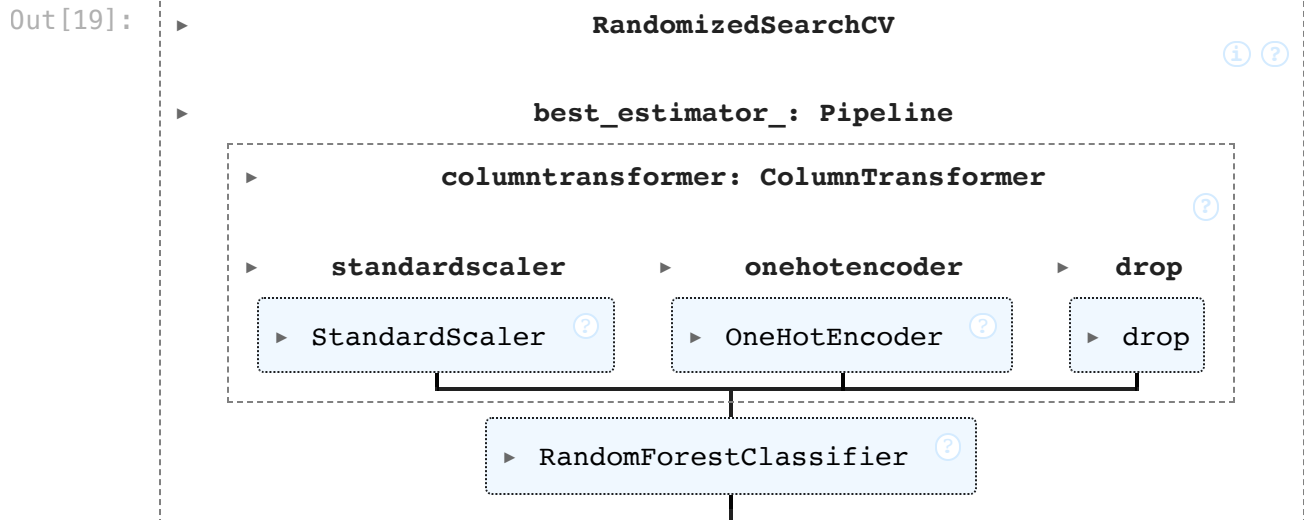 Out[19]:
▸ RandomizedSearchCV
i ?
▸ best_estimator_: Pipeline
▸ columntransformer: ColumnTransformer
?
▸ standardscaler ▸ onehotencoder ▸ drop
▸ StandardScaler ? ▸ OneHotEncoder ? ▸ drop
▸ RandomForestClassifier ?